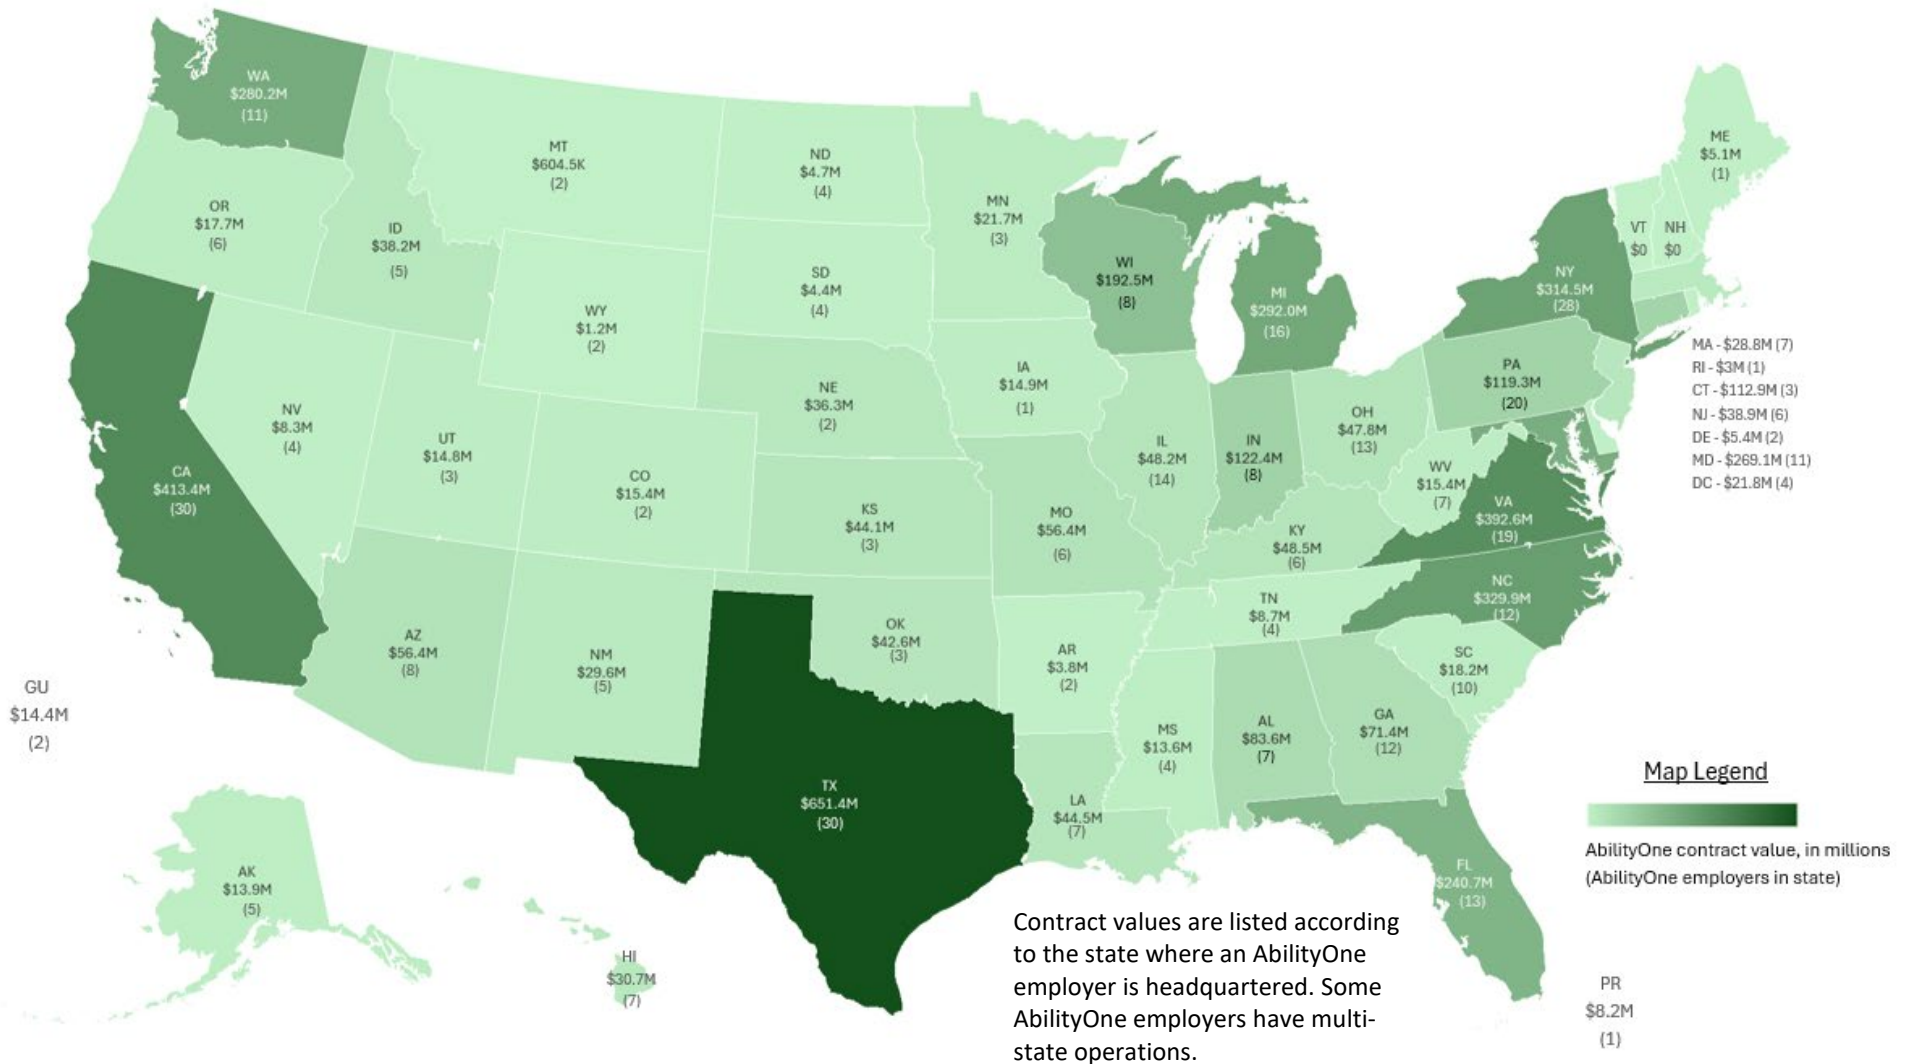 WA
$280.2M
(11)
MT
$604.5K
(2)
ND
$4.7M
(4)
MN
$21.7M
(3)
ME
$5.1M
(1)
OR
$17.7M
(6)
ID
$38.2M
(5)
SD
$4.4M
(4)
WI
$192.5M
(8)
MI
$292.0M
(16)
VT
$0
NH
$0
NY
$314.5M
(28)
WY
$1.2M
(2)
MA - $28.8M (7)
RI - $3M (1)
CT - $112.9M (3)
NJ - $38.9M (6)
DE - $5.4M (2)
MD - $269.1M (11)
DC - $21.8M (4)
NE
$36.3M
(2)
IA
$14.9M
(1)
PA
$119.3M
(20)
NV
$8.3M
(4)
UT
$14.8M
(3)
CO
$15.4M
(2)
IL
$48.2M
(14)
IN
$122.4M
(8)
OH
$47.8M
(13)
WV
$15.4M
(7)
VA
$392.6M
(19)
CA
$413.4M
(30)
KS
$44.1M
(3)
MO
$56.4M
(6)
KY
$48.5M
(6)
NC
$329.9M
(12)
TN
$8.7M
(4)
AZ
$56.4M
(8)
NM
$29.6M
(5)
OK
$42.6M
(3)
AR
$3.8M
(2)
SC
$18.2M
(10)
GU
$14.4M
(2)
MS
$13.6M
(4)
AL
$83.6M
(7)
GA
$71.4M
(12)
TX
$651.4M
(30)
LA
$44.5M
(7)
Map Legend
AbilityOne contract value, in millions
(AbilityOne employers in state)
AK
$13.9M
(5)
FL
$240.7M
(13)
HI
$30.7M
(7)
Contract values are listed according
to the state where an AbilityOne
employer is headquartered. Some
AbilityOne employers have multi-
state operations.
PR
$8.2M
(1)